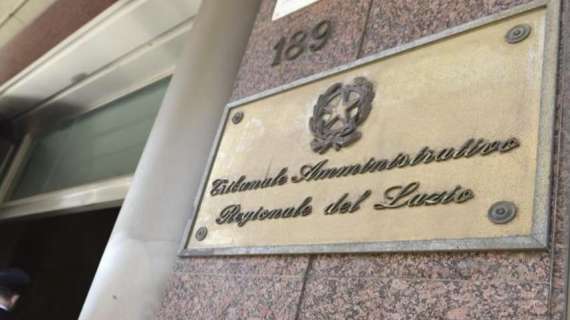 189
Tribunale Amministrativo
Regionale del Lazio